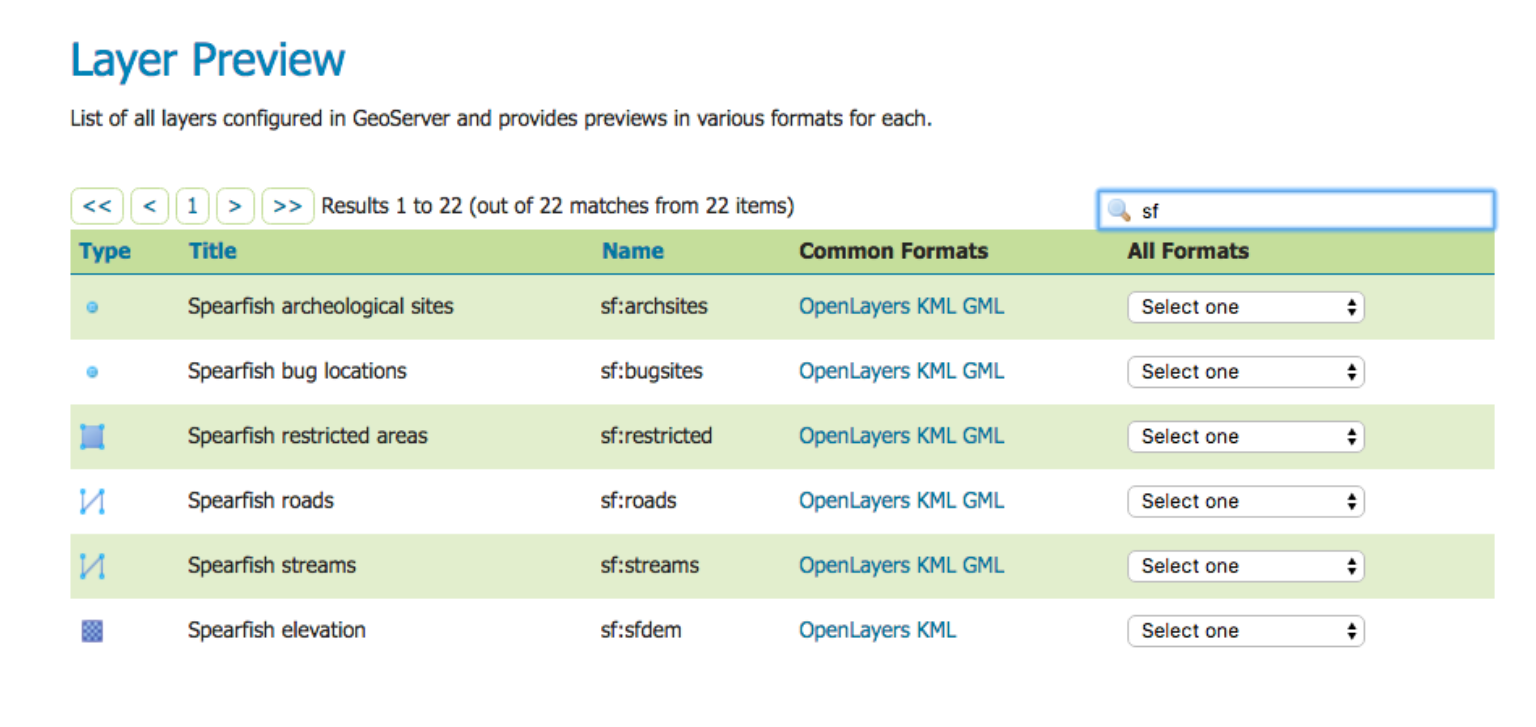 Layer Preview
List of all layers configured in GeoServer and provides previews in various formats for each.
<< < 1 > >> Results 1 to 22 (out of 22 matches from 22 items) sf
Type Title Name Common Formats All Formats
Spearfish archeological sites sf:archsites OpenLayers KML GML Select one
Spearfish bug locations sf:bugsites OpenLayers KML GML Select one
Spearfish restricted areas sf:restricted OpenLayers KML GML Select one
Spearfish roads sf:roads OpenLayers KML GML Select one
Spearfish streams sf:streams OpenLayers KML GML Select one
Spearfish elevation sf:sfdem OpenLayers KML Select one